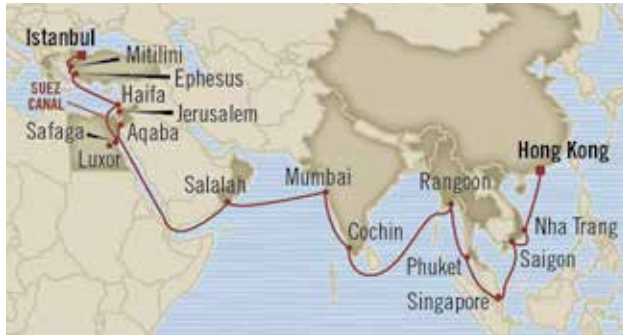 Istanbul
Mitilini
Ephesus
SUEZ
CANAL
Haifa
Jerusalem
Safaga
Aqaba
Luxor
Salalah
Mumbai
Cochin
Rangoon
Hong Kong
Nha Trang
Phuket
Saigon
Singapore